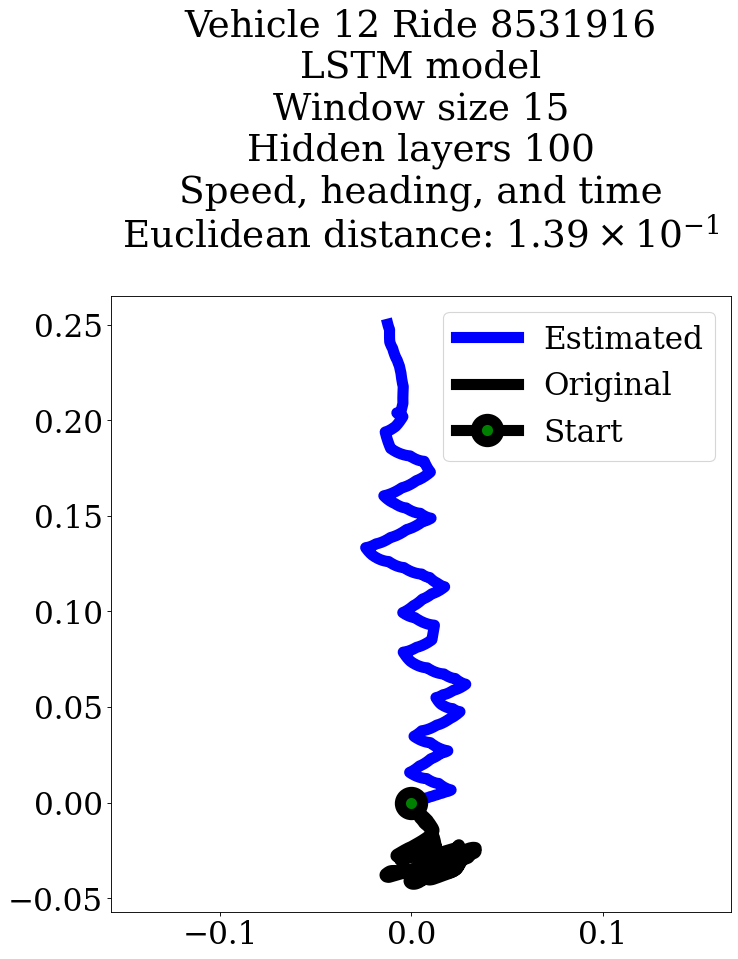 Vehicle 12 Ride 8531916
LSTM model
Window size 15
Hidden layers 100
Speed, heading, and time
Euclidean distance: 1.39 × 10⁻¹
Estimated
Original
Start
0.25
0.20
0.15
0.10
0.05
0.00
−0.05
−0.1
0.0
0.1